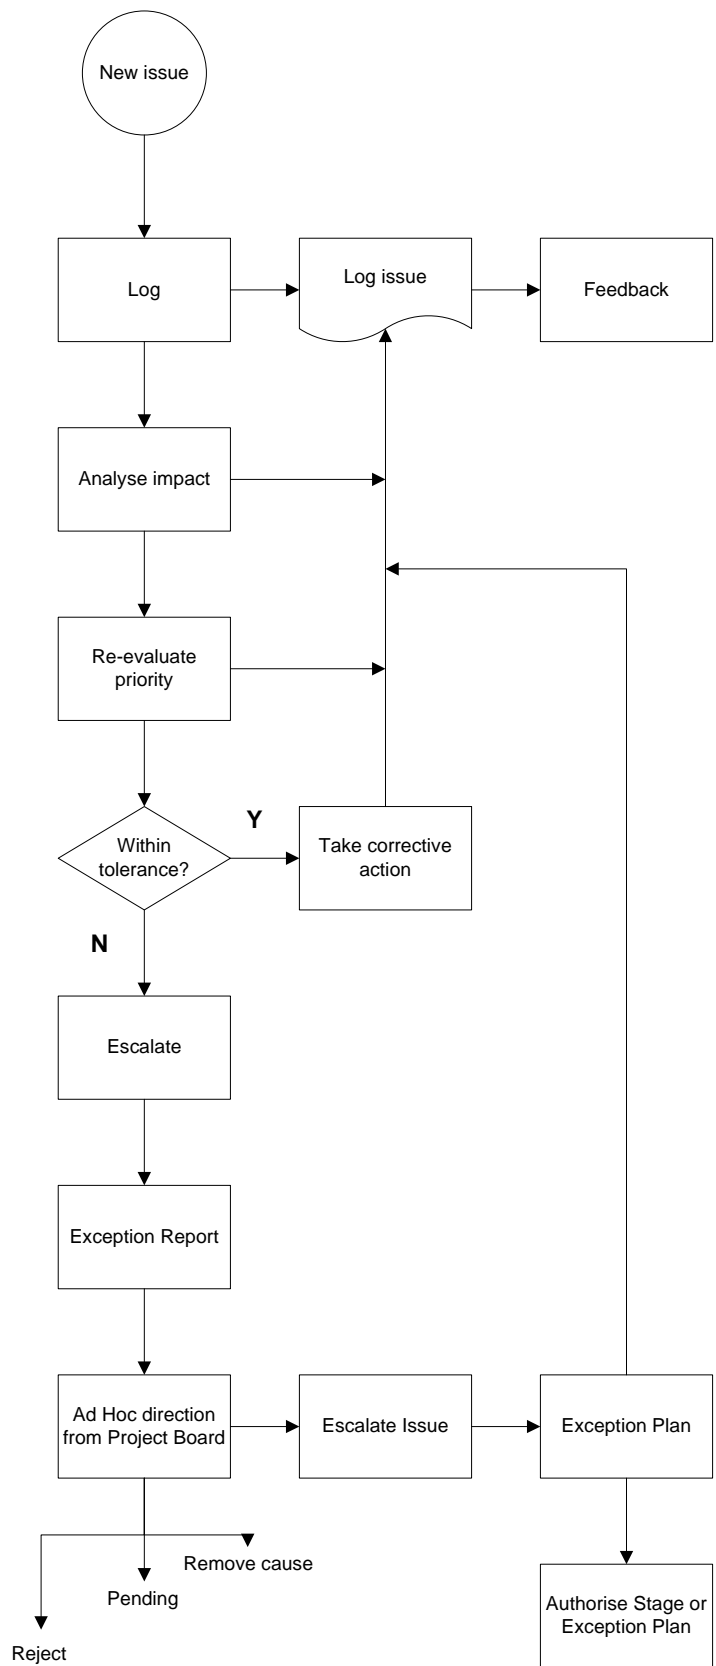 New issue
Log
Log issue
Feedback
Analyse impact
Re-evaluate
priority
Within
tolerance?
Y
Take corrective
action
N
Escalate
Exception Report
Ad Hoc direction
from Project Board
Escalate Issue
Exception Plan
Remove cause
Pending
Reject
Authorise Stage or
Exception Plan